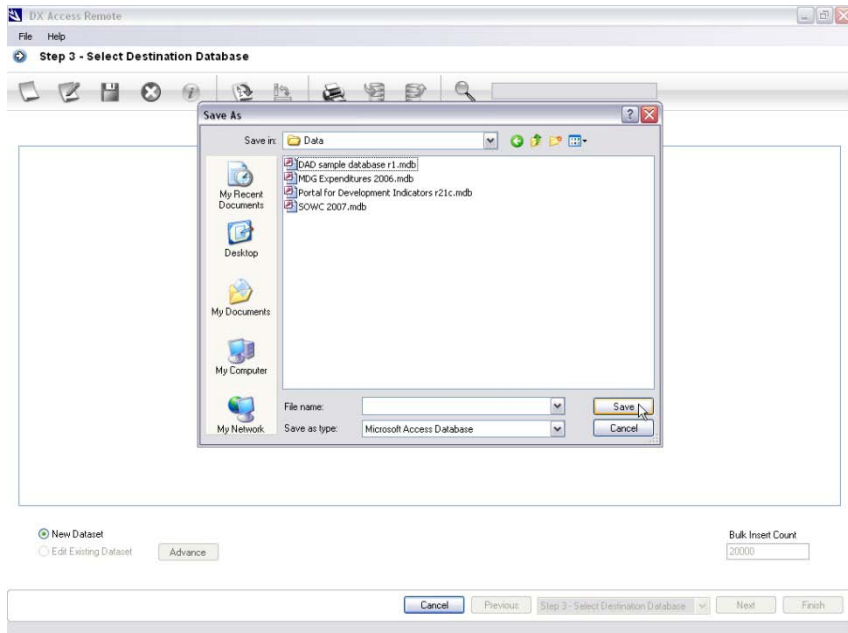 DX Access Remote
File Help
Step 3 - Select Destination Database
Save As
Save in: Data
DAD sample database r1.mdb
MDG Expenditures 2006.mdb
Portal for Development Indicators r21c.mdb
SOWC 2007.mdb
My Recent
Documents
Desktop
My Documents
My Computer
My Network
File name:
Save
Save as type: Microsoft Access Database
Cancel
New Dataset
Edit Existing Dataset
Advance
Bulk Insert Count
20000
Cancel Previous Step 3 - Select Destination Database Next Finish